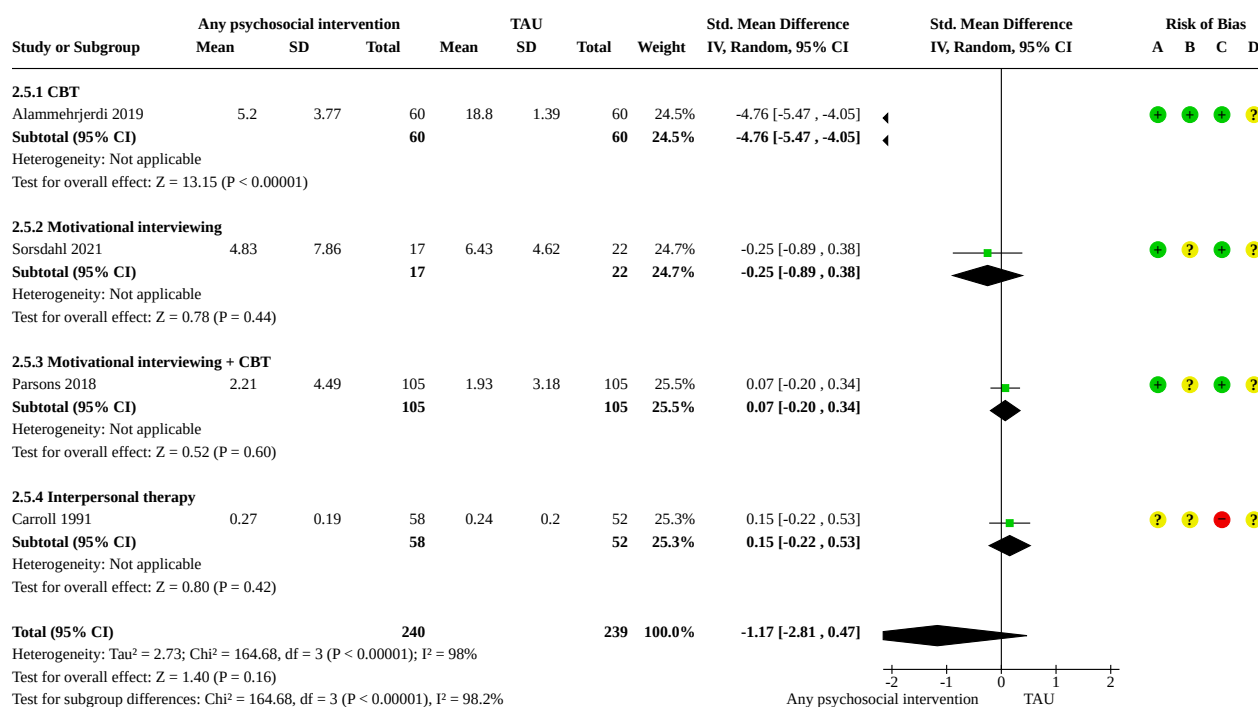 Any psychosocial intervention TAU Std. Mean Difference Std. Mean Difference Risk of Bias
Study or Subgroup Mean SD Total Mean SD Total Weight IV, Random, 95% CI IV, Random, 95% CI A B C D
2.5.1 CBT
Alammehrjerdi 2019 5.2 3.77 60 18.8 1.39 60 24.5% -4.76 [-5.47 , -4.05] + + + ?
Subtotal (95% CI) 60 60 24.5% -4.76 [-5.47 , -4.05]
Heterogeneity: Not applicable
Test for overall effect: Z = 13.15 (P < 0.00001)
2.5.2 Motivational interviewing
Sorsdahl 2021 4.83 7.86 17 6.43 4.62 22 24.7% -0.25 [-0.89 , 0.38] + ? + ?
Subtotal (95% CI) 17 22 24.7% -0.25 [-0.89 , 0.38]
Heterogeneity: Not applicable
Test for overall effect: Z = 0.78 (P = 0.44)
2.5.3 Motivational interviewing + CBT
Parsons 2018 2.21 4.49 105 1.93 3.18 105 25.5% 0.07 [-0.20 , 0.34] + ? + ?
Subtotal (95% CI) 105 105 25.5% 0.07 [-0.20 , 0.34]
Heterogeneity: Not applicable
Test for overall effect: Z = 0.52 (P = 0.60)
2.5.4 Interpersonal therapy
Carroll 1991 0.27 0.19 58 0.24 0.2 52 25.3% 0.15 [-0.22 , 0.53] ? ? − ?
Subtotal (95% CI) 58 52 25.3% 0.15 [-0.22 , 0.53]
Heterogeneity: Not applicable
Test for overall effect: Z = 0.80 (P = 0.42)
Total (95% CI) 240 239 100.0% -1.17 [-2.81 , 0.47]
Heterogeneity: Tau² = 2.73; Chi² = 164.68, df = 3 (P < 0.00001); I² = 98%
Test for overall effect: Z = 1.40 (P = 0.16) -2 -1 0 1 2
Test for subgroup differences: Chi² = 164.68, df = 3 (P < 0.00001), I² = 98.2% Any psychosocial intervention TAU